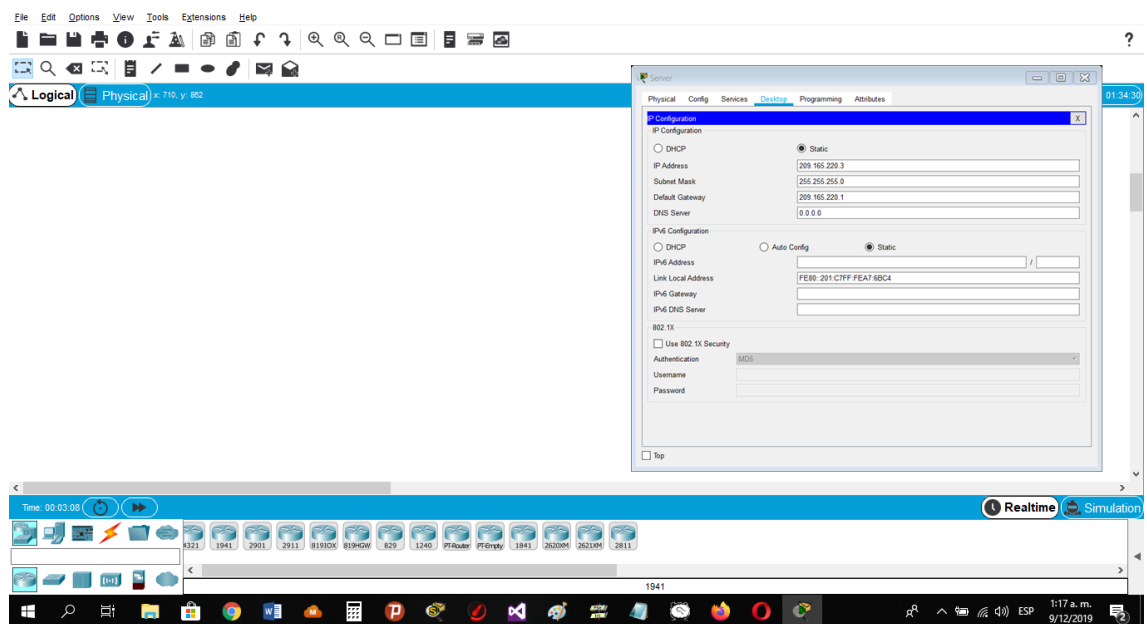 File Edit Options View Tools Extensions Help
?
Logical Physical x: 710, y: 862 01:34:30
Server
Physical Config Services Desktop Programming Attributes
IP Configuration X
IP Configuration
DHCP Static
IP Address 209.165.220.3
Subnet Mask 255.255.255.0
Default Gateway 209.165.220.1
DNS Server 0.0.0.0
IPv6 Configuration
DHCP Auto Config Static
IPv6 Address /
Link Local Address FE80::201:C7FF:FEA7:6BC4
IPv6 Gateway
IPv6 DNS Server
802.1X
Use 802.1X Security
Authentication MD5
Username
Password
Top
Time: 00:03:08 Realtime Simulation
4321 1941 2901 2911 819IOX 819HGW 829 1240 PT-Router PT-Empty 1841 2620XM 2621XM 2811
1941
ESP 1:17 a. m.
9/12/2019 2